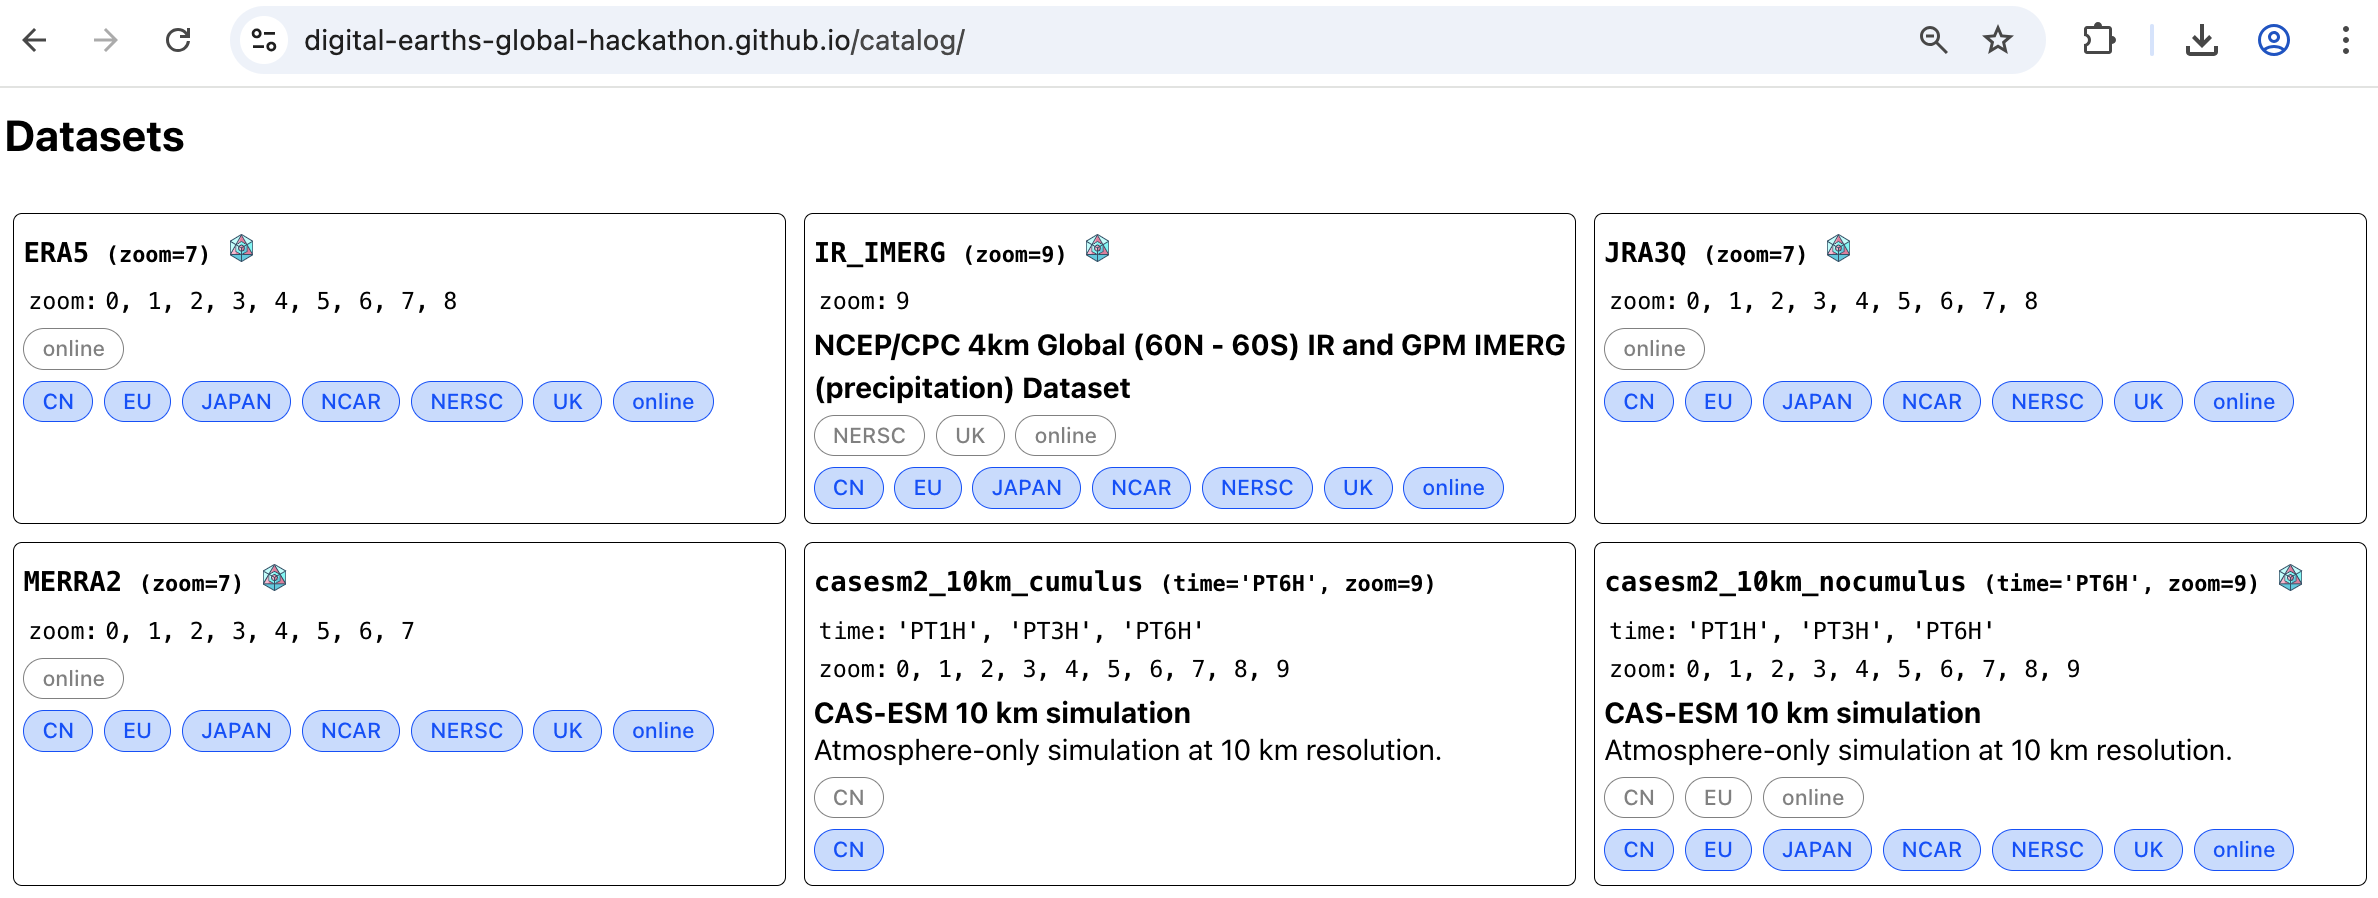 digital-earths-global-hackathon.github.io/catalog/
Datasets
ERA5 (zoom=7)
zoom: 0, 1, 2, 3, 4, 5, 6, 7, 8
online
CN EU JAPAN NCAR NERSC UK online
IR_IMERG (zoom=9)
zoom: 9
NCEP/CPC 4km Global (60N - 60S) IR and GPM IMERG
(precipitation) Dataset
NERSC UK online
CN EU JAPAN NCAR NERSC UK online
JRA3Q (zoom=7)
zoom: 0, 1, 2, 3, 4, 5, 6, 7, 8
online
CN EU JAPAN NCAR NERSC UK online
MERRA2 (zoom=7)
zoom: 0, 1, 2, 3, 4, 5, 6, 7
online
CN EU JAPAN NCAR NERSC UK online
casesm2_10km_cumulus (time='PT6H', zoom=9)
time: 'PT1H', 'PT3H', 'PT6H'
zoom: 0, 1, 2, 3, 4, 5, 6, 7, 8, 9
CAS-ESM 10 km simulation
Atmosphere-only simulation at 10 km resolution.
CN
CN
casesm2_10km_nocumulus (time='PT6H', zoom=9)
time: 'PT1H', 'PT3H', 'PT6H'
zoom: 0, 1, 2, 3, 4, 5, 6, 7, 8, 9
CAS-ESM 10 km simulation
Atmosphere-only simulation at 10 km resolution.
CN EU online
CN EU JAPAN NCAR NERSC UK online